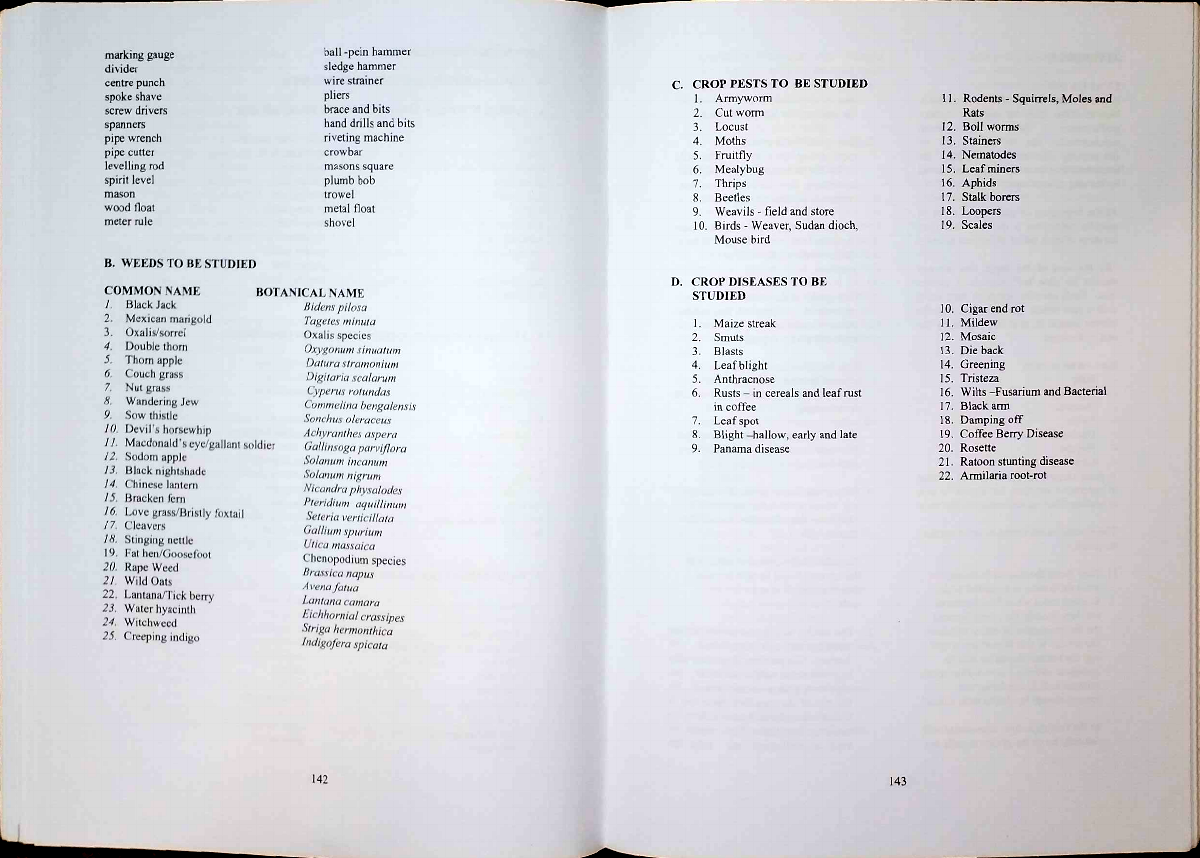 marking gauge
divider
centre punch
spoke shave
screw drivers
spanners
pipe wrench
pipe cutter
levelling rod
spirit level
mason
wood float
meter rule
ball -pein hammer
sledge hammer
wire strainer
pliers
brace and bits
hand drills and bits
riveting machine
crowbar
masons square
plumb bob
trowel
metal float
shovel
B. WEEDS TO BE STUDIED
COMMON NAME BOTANICAL NAME
1. Black Jack Bidens pilosa
2. Mexican marigold Tagetes minuta
3. Oxalis/sorrel Oxalis species
4. Double thorn Oxygonum sinuatum
5. Thorn apple Datura stramonium
6. Couch grass Digitaria scalarum
7. Nut grass Cyperus rotundas
8. Wandering Jew Commelina bengalensis
9. Sow thistle Sonchus oleraceus
10. Devil's horsewhip Achyranthes aspera
11. Macdonald's eye/gallant soldier Gallinsoga parviflora
12. Sodom apple Solanum incanum
13. Black nightshade Solanum nigrum
14. Chinese lantern Nicandra physalodes
15. Bracken fern Pteridium aquillinum
16. Love grass/Bristly foxtail Seteria verticillata
17. Cleavers Gallium spurium
18. Stinging nettle Utica massaica
19. Fat hen/Goosefoot Chenopodium species
20. Rape Weed Brassica napus
21. Wild Oats Avena fatua
22. Lantana/Tick berry Lantana camara
23. Water hyacinth Eichhornial crassipes
24. Witchweed Striga hermonthica
25. Creeping indigo Indigofera spicata
142
C. CROP PESTS TO BE STUDIED
1. Armyworm
2. Cut worm
3. Locust
4. Moths
5. Fruitfly
6. Mealybug
7. Thrips
8. Beetles
9. Weavils - field and store
10. Birds - Weaver, Sudan dioch,
Mouse bird
11. Rodents - Squirrels, Moles and
Rats
12. Boll worms
13. Stainers
14. Nematodes
15. Leaf miners
16. Aphids
17. Stalk borers
18. Loopers
19. Scales
D. CROP DISEASES TO BE
STUDIED
1. Maize streak
2. Smuts
3. Blasts
4. Leaf blight
5. Anthracnose
6. Rusts – in cereals and leaf rust
in coffee
7. Leaf spot
8. Blight –hallow, early and late
9. Panama disease
10. Cigar end rot
11. Mildew
12. Mosaic
13. Die back
14. Greening
15. Tristeza
16. Wilts –Fusarium and Bacterial
17. Black arm
18. Damping off
19. Coffee Berry Disease
20. Rosette
21. Ratoon stunting disease
22. Armilaria root-rot
143